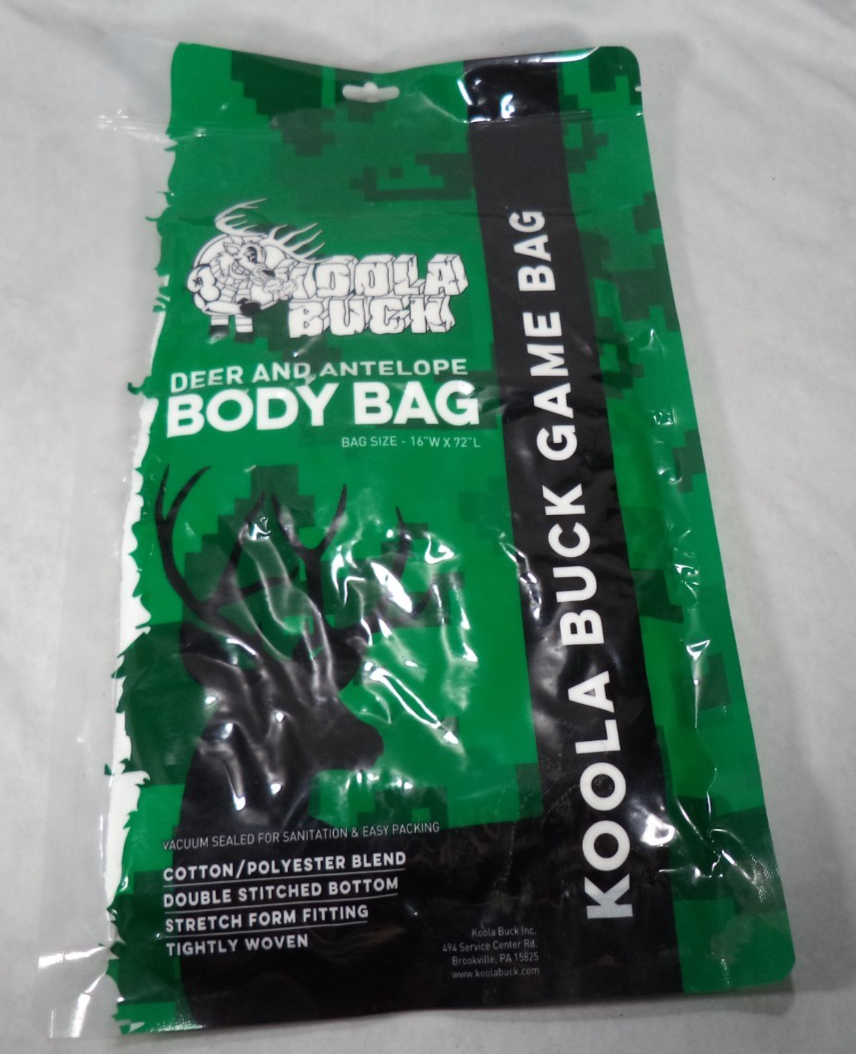 KOOLA
BUCK
DEER AND ANTELOPE
BODY BAG
BAG SIZE - 16"W X 72"L
KOOLA BUCK GAME BAG
VACUUM SEALED FOR SANITATION & EASY PACKING
COTTON/POLYESTER BLEND
DOUBLE STITCHED BOTTOM
STRETCH FORM FITTING
TIGHTLY WOVEN
Koola Buck Inc.
494 Service Center Rd.
Brookville, PA 15825
www.koolabuck.com